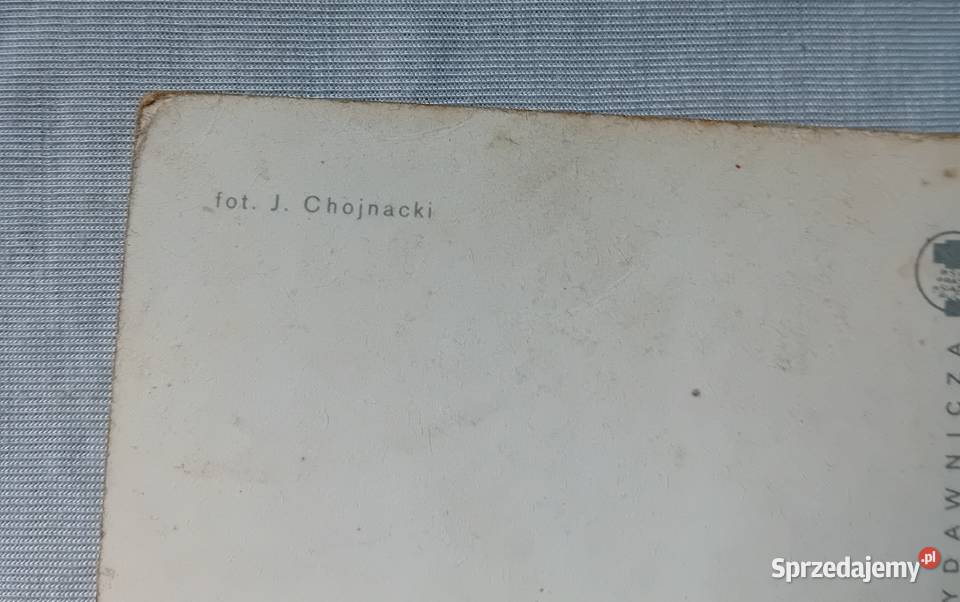 fot. J. Chojnacki
YDAWNICZA
Sprzedajemy.pl